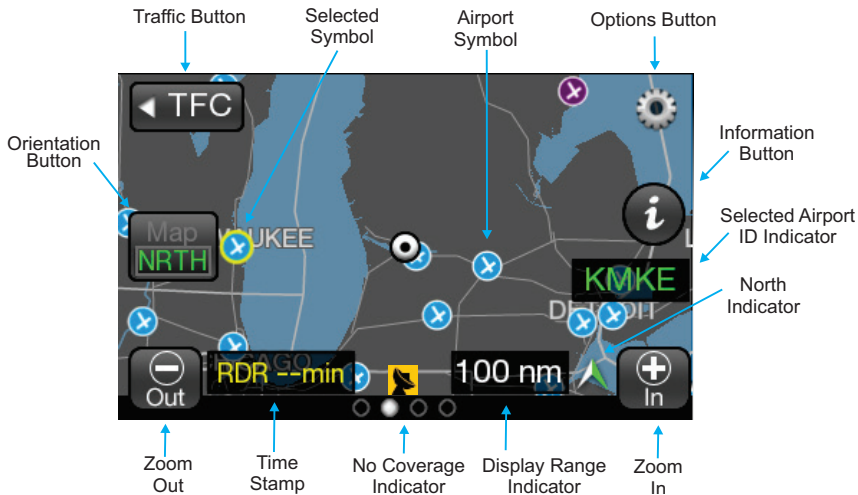 Traffic Button
Selected
Symbol
Airport
Symbol
Options Button
TFC
Orientation
Button
Information
Button
i
Map
NRTH
UKEE
Selected Airport
ID Indicator
KMKE
North
Indicator
DETROIT
CAGO
RDR --min
100 nm
Out
In
Zoom
Out
Time
Stamp
No Coverage
Indicator
Display Range
Indicator
Zoom
In